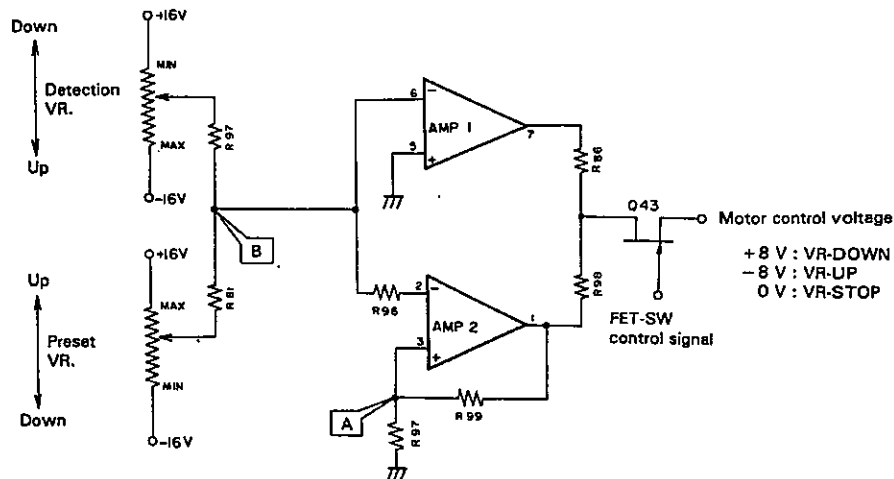 Down
Detection
VR.
Up
+16V
MIN
MAX
R97
-16V
Up
Preset
VR.
Down
+16V
MAX
MIN
R81
-16V
B
6
5
AMP 1
7
R96
2
3
AMP 2
1
A
R97
R99
R86
R98
Q43
Motor control voltage
+8 V : VR-DOWN
-8 V : VR-UP
0 V : VR-STOP
FET-SW
control signal